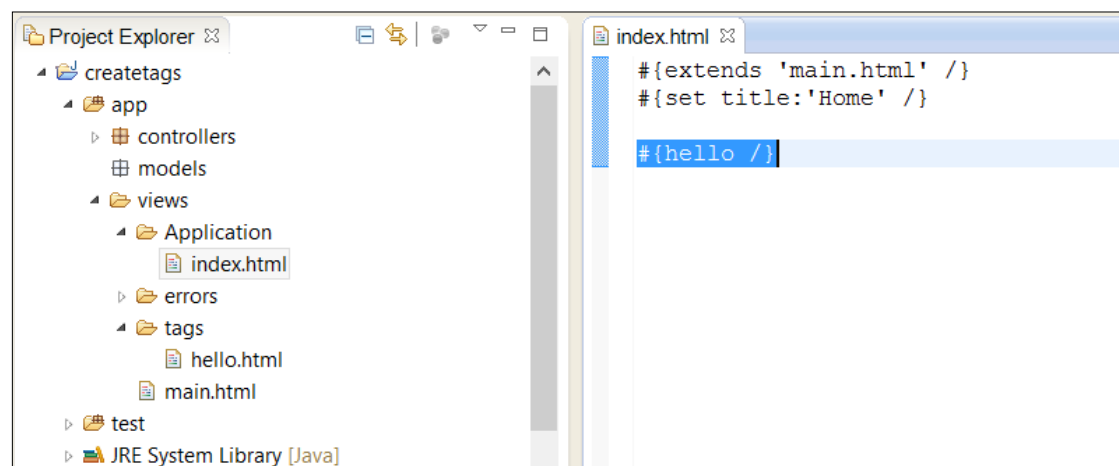 Project Explorer
createtags
app
controllers
models
views
Application
index.html
errors
tags
hello.html
main.html
test
JRE System Library [Java]
index.html
#{extends 'main.html' /}
#{set title:'Home' /}
#{hello /}